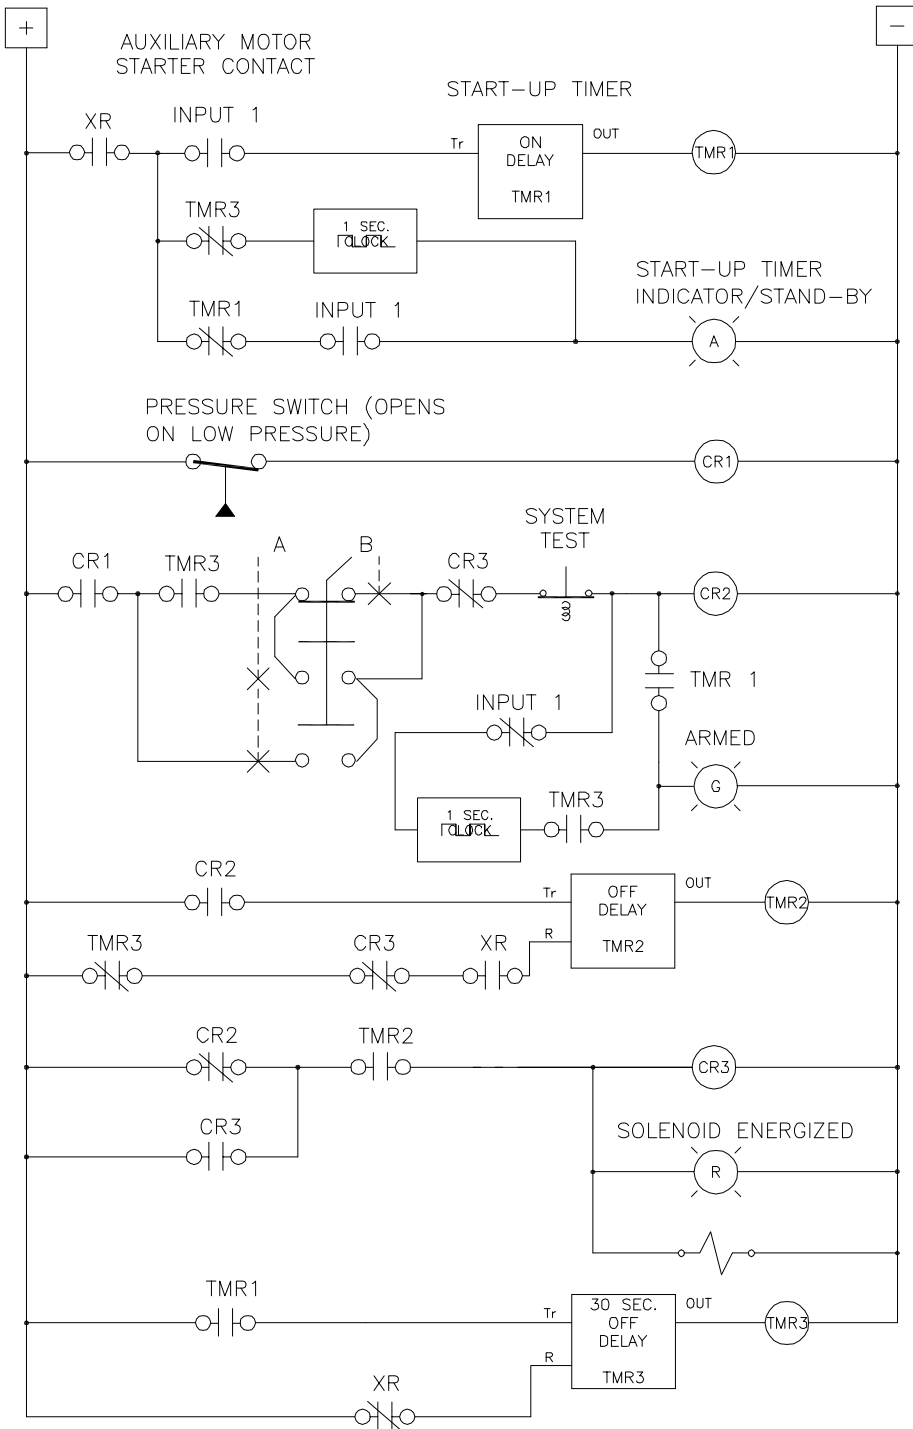 +
−
AUXILIARY MOTOR
STARTER CONTACT
START-UP TIMER
XR
INPUT 1
Tr
ON
DELAY
TMR1
OUT
TMR1
TMR3
1 SEC.
CLOCK
START-UP TIMER
INDICATOR/STAND-BY
TMR1
INPUT 1
A
PRESSURE SWITCH (OPENS
ON LOW PRESSURE)
CR1
SYSTEM
TEST
CR1
TMR3
A
B
CR3
CR2
TMR 1
INPUT 1
ARMED
G
1 SEC.
CLOCK
TMR3
CR2
Tr
OFF
DELAY
TMR2
OUT
TMR2
R
TMR3
CR3
XR
CR2
TMR2
CR3
CR3
SOLENOID ENERGIZED
R
TMR1
Tr
30 SEC.
OFF
DELAY
TMR3
OUT
TMR3
R
XR